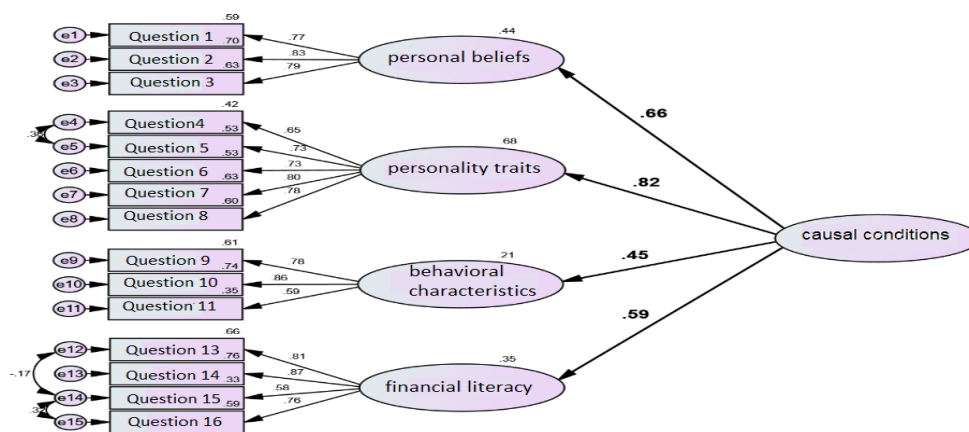 .59
e1 Question 1 .77 .44
.70
e2 Question 2 .83 personal beliefs
.63
e3 Question 3 .79
.66
.42
e4 Question4 .65
.53
e5 Question 5 .73 .68
.53
e6 Question 6 .73 personality traits
.63
e7 Question 7 .80 .82
.60
e8 Question 8 .78
causal conditions
.61
e9 Question 9 .78 .21
.74
e10 Question 10 .86 behavioral
characteristics
.45
.35
e11 Question 11 .59
.59
.66
e12 Question 13 .81 .35
.76
-.17 e13 Question 14 .87 financial literacy
.33
e14 Question 15 .58
.59
e15 Question 16 .76